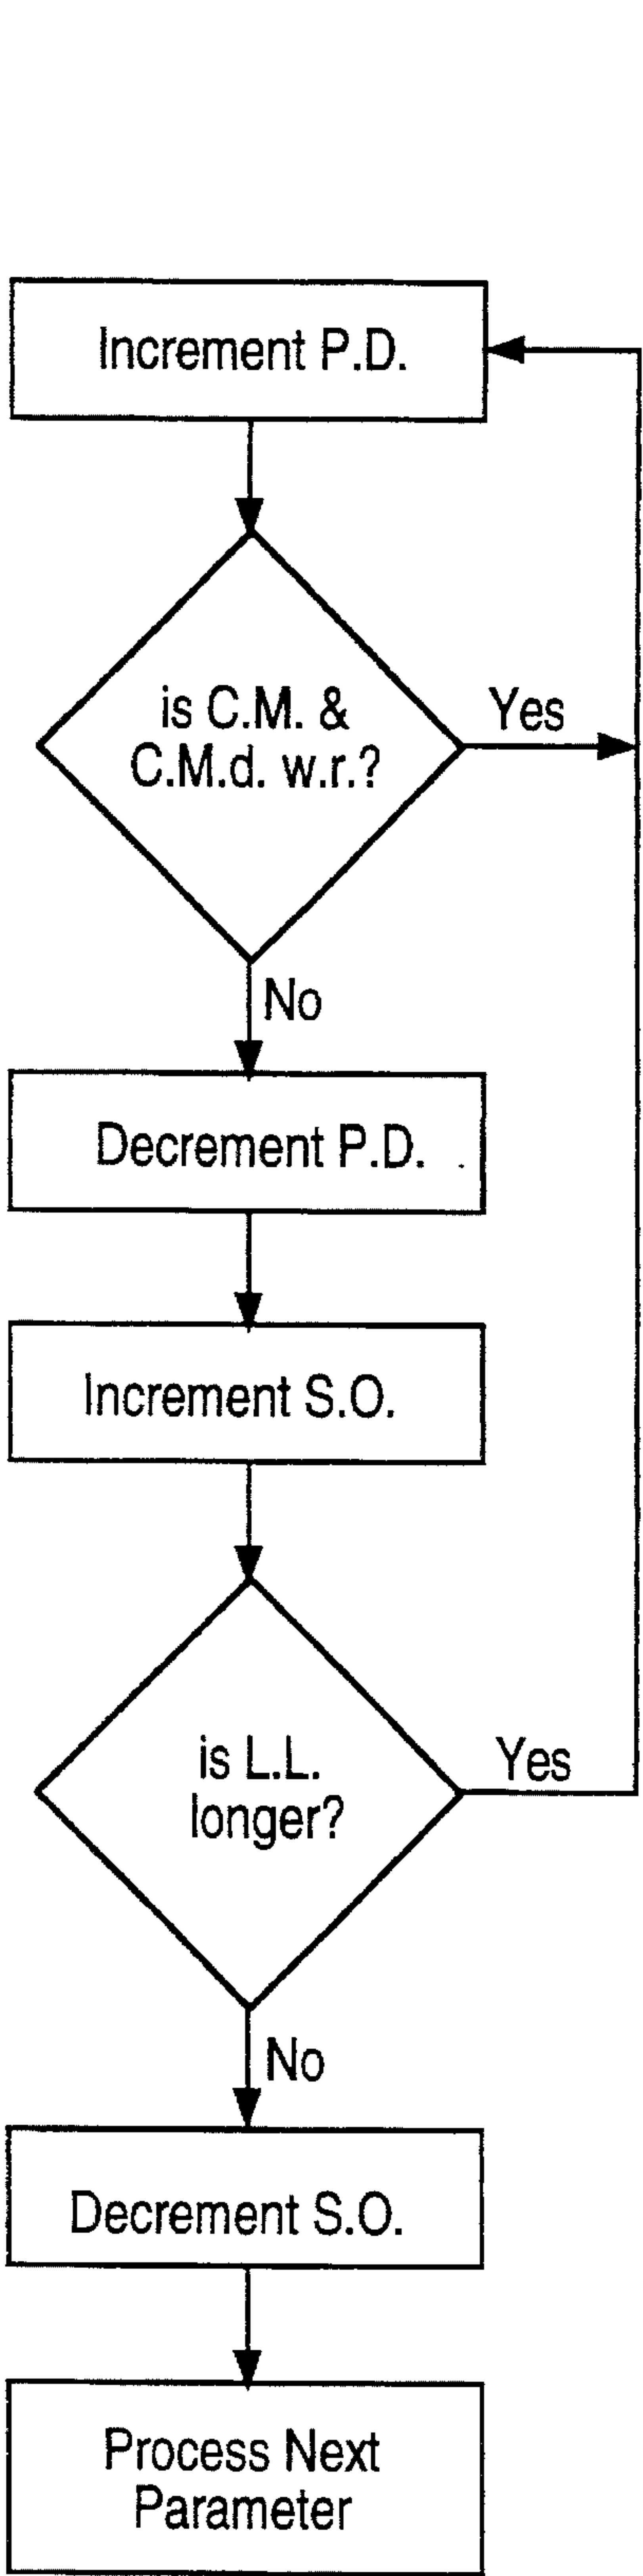 Increment P.D.
is C.M. &
C.M.d. w.r.?
Yes
No
Decrement P.D.
Increment S.O.
is L.L.
longer?
Yes
No
Decrement S.O.
Process Next
Parameter